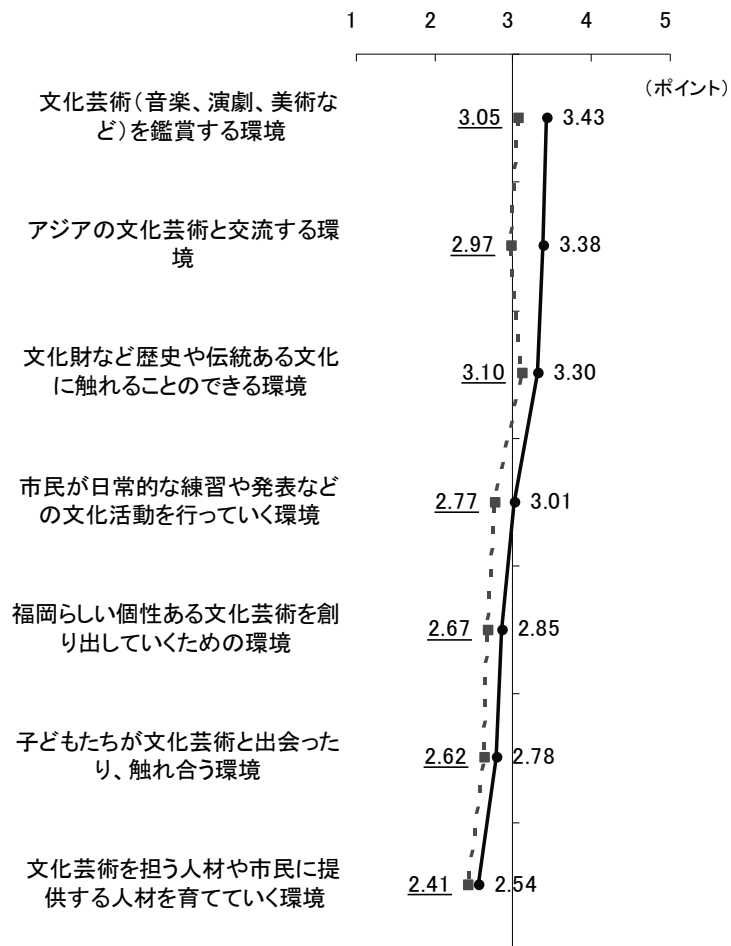 1 2 3 4 5
(ポイント)
文化芸術(音楽、演劇、美術な
ど)を鑑賞する環境
3.05 3.43
アジアの文化芸術と交流する環
境
2.97 3.38
文化財など歴史や伝統ある文化
に触れることのできる環境
3.10 3.30
市民が日常的な練習や発表など
の文化活動を行っていく環境
2.77 3.01
福岡らしい個性ある文化芸術を創
り出していくための環境
2.67 2.85
子どもたちが文化芸術と出会った
り、触れ合う環境
2.62 2.78
文化芸術を担う人材や市民に提
供する人材を育てていく環境
2.41 2.54